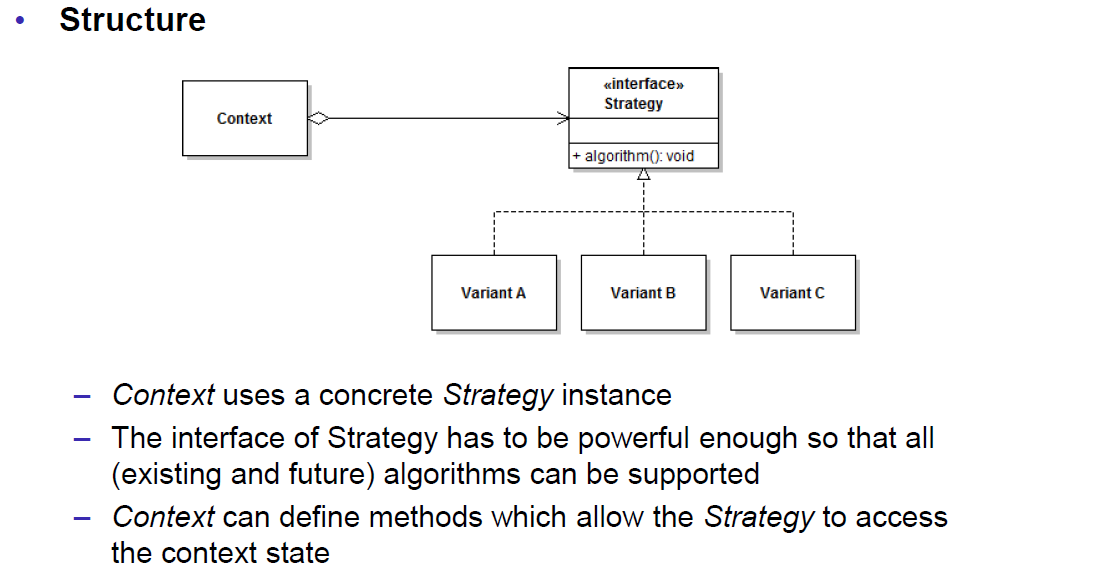 • Structure
«interface»
Strategy
Context
+ algorithm(): void
Variant A
Variant B
Variant C
– Context uses a concrete Strategy instance
– The interface of Strategy has to be powerful enough so that all
(existing and future) algorithms can be supported
– Context can define methods which allow the Strategy to access
the context state